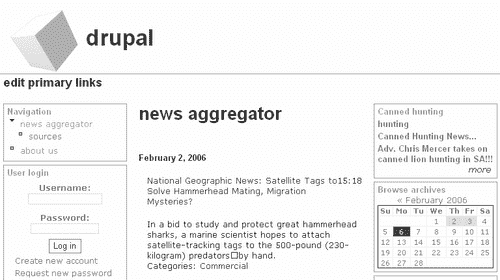 drupal
edit primary links
Navigation
news aggregator
sources
about us
User login
Username:
Password:
Log in
Create new account
Request new password
news aggregator
February 2, 2006
National Geographic News: Satellite Tags to15:18
Solve Hammerhead Mating, Migration
Mysteries?
In a bid to study and protect great hammerhead
sharks, a marine scientist hopes to attach
satellite-tracking tags to the 500-pound (230-
kilogram) predators□by hand.
Categories: Commercial
Canned hunting
hunting
Canned Hunting News...
Adv. Chris Mercer takes on
canned lion hunting in SA!!!
more
Browse archives
« February 2006
Su Mo Tu We Th Fr Sa
1 2 3 4
5 6 7 8 9 10 11
12 13 14 15 16 17 18
19 20 21 22 23 24 25
26 27 28